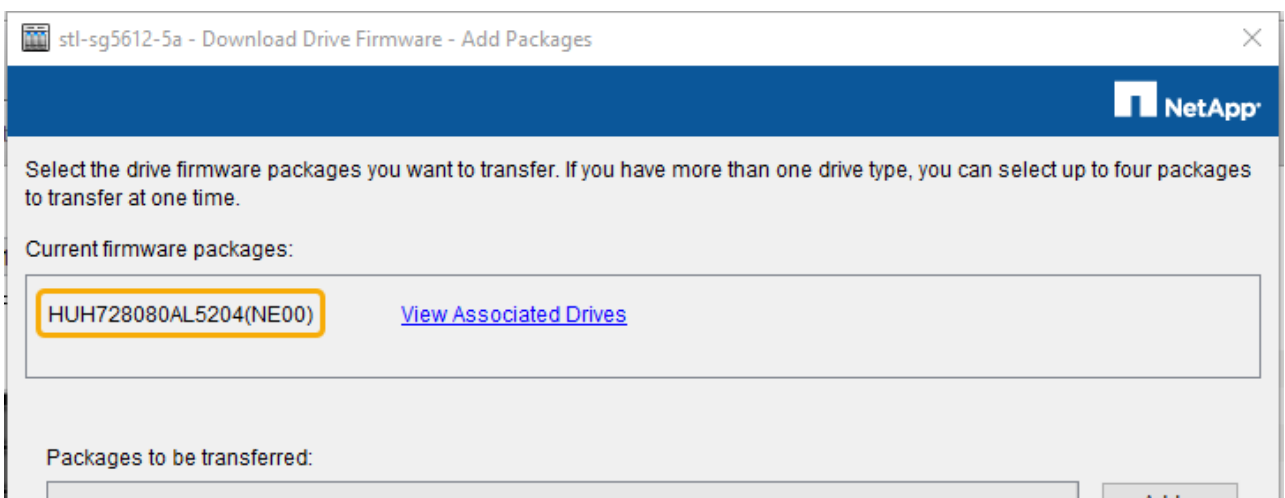 stl-sg5612-5a - Download Drive Firmware - Add Packages
NetApp
Select the drive firmware packages you want to transfer. If you have more than one drive type, you can select up to four packages
to transfer at one time.
Current firmware packages:
HUH728080AL5204(NE00) View Associated Drives
Packages to be transferred: